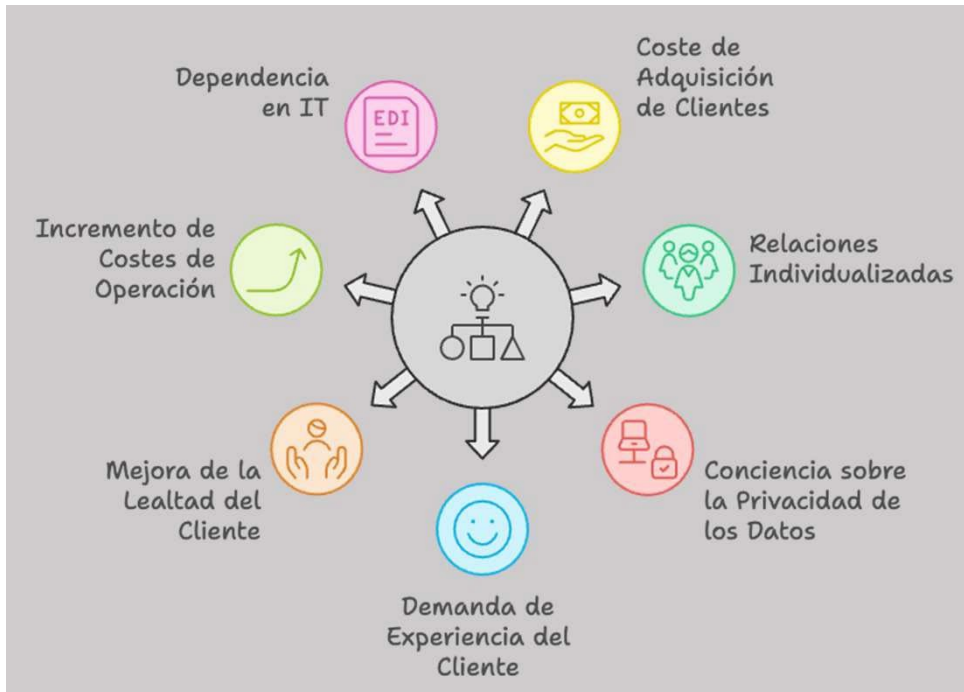 Dependencia
en IT
EDI
Coste de
Adquisición
de Clientes
Incremento de
Costes de
Operación
Relaciones
Individualizadas
Mejora de la
Lealtad del
Cliente
Conciencia sobre
la Privacidad de
los Datos
Demanda de
Experiencia del
Cliente